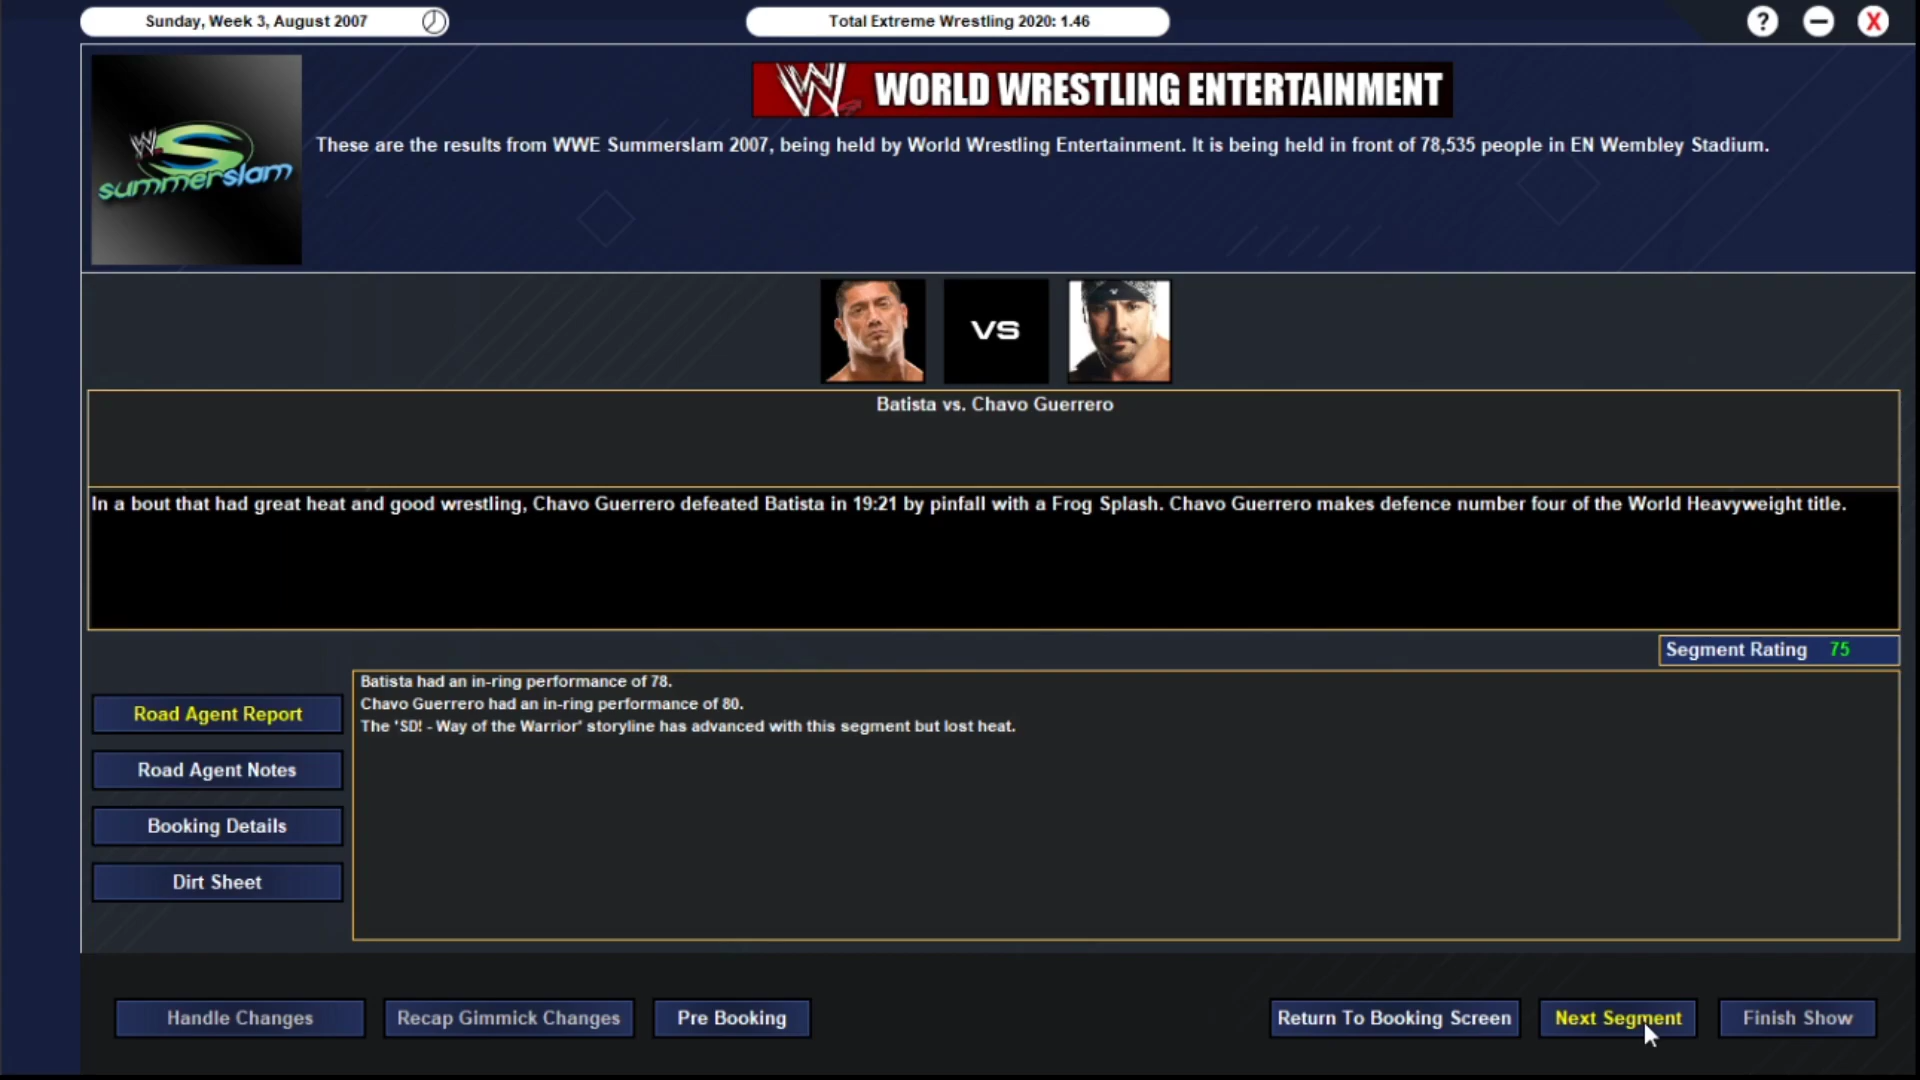 Sunday, Week 3, August 2007
Total Extreme Wrestling 2020: 1.46
?
X
W WORLD WRESTLING ENTERTAINMENT
W summerslam
These are the results from WWE Summerslam 2007, being held by World Wrestling Entertainment. It is being held in front of 78,535 people in EN Wembley Stadium.
VS
Batista vs. Chavo Guerrero
In a bout that had great heat and good wrestling, Chavo Guerrero defeated Batista in 19:21 by pinfall with a Frog Splash. Chavo Guerrero makes defence number four of the World Heavyweight title.
Segment Rating 75
Batista had an in-ring performance of 78.
Chavo Guerrero had an in-ring performance of 80.
The 'SD! - Way of the Warrior' storyline has advanced with this segment but lost heat.
Road Agent Report
Road Agent Notes
Booking Details
Dirt Sheet
Handle Changes
Recap Gimmick Changes
Pre Booking
Return To Booking Screen
Next Segment
Finish Show